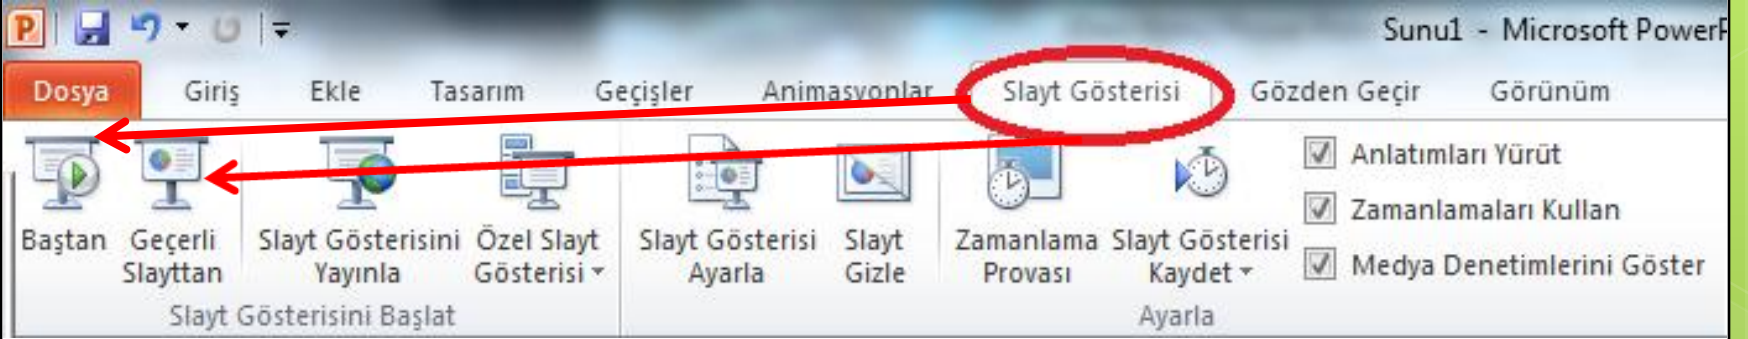 Sunu1 - Microsoft PowerP
Dosya Giriş Ekle Tasarım Geçişler Animasyonlar Slayt Gösterisi Gözden Geçir Görünüm
Baştan
Geçerli
Slayttan
Slayt Gösterisini
Yayınla
Özel Slayt
Gösterisi
Slayt Gösterisini Başlat
Slayt Gösterisi
Ayarla
Slayt
Gizle
Zamanlama
Provası
Slayt Gösterisi
Kaydet
Anlatımları Yürüt
Zamanlamaları Kullan
Medya Denetimlerini Göster
Ayarla